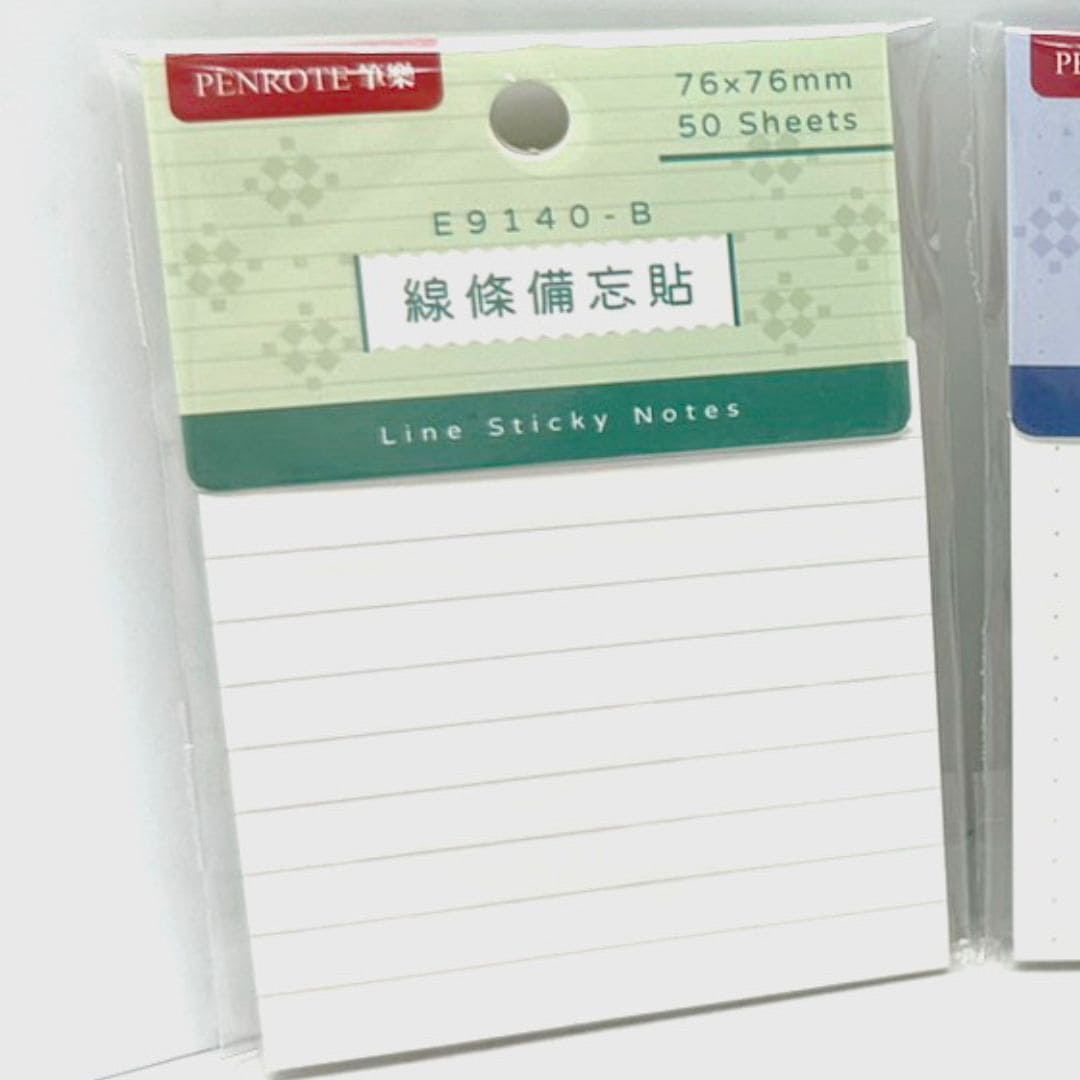 PENROTE 筆樂
76x76mm
50 Sheets
E9140-B
線條備忘貼
Line Sticky Notes